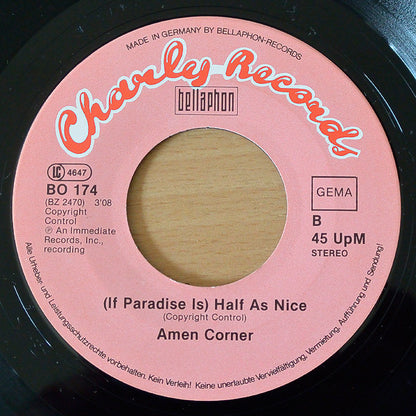 MADE IN GERMANY BY BELLAPHON-RECORDS
Charly Records
bellaphon
LC 4647
BO 174
(BZ 2470) 3'08
Copyright
Control
Ⓟ An Immediate
Records, Inc.,
recording
GEMA
B
45 UpM
STEREO
(If Paradise Is) Half As Nice
(Copyright Control)
Amen Corner
Alle Urheber- und Leistungsschutzrechte vorbehalten. Kein Verleih! Keine unerlaubte Vervielfältigung, Vermietung, Aufführung und Sendung!